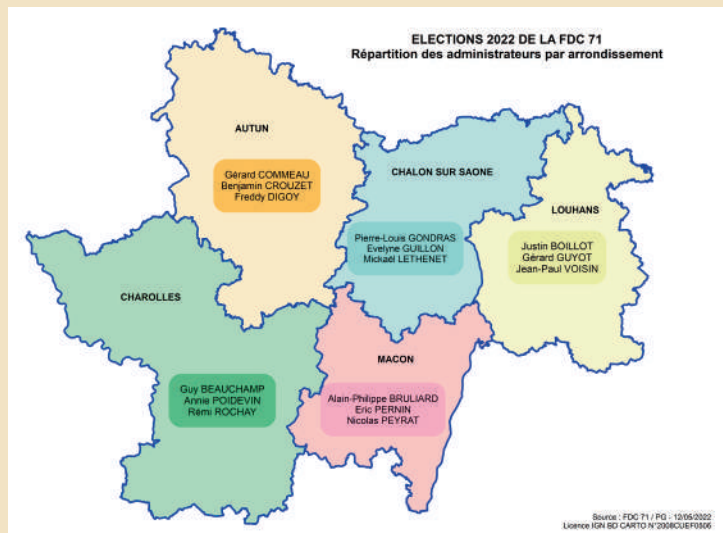 ELECTIONS 2022 DE LA FDC 71
Répartition des administrateurs par arrondissement
AUTUN
Gérard COMMEAU
Benjamin CROUZET
Freddy DIGOY
CHALON SUR SAONE
Pierre-Louis GONDRAS
Evelyne GUILLON
Mickaël LETHENET
LOUHANS
Justin BOILLOT
Gérard GUYOT
Jean-Paul VOISIN
CHAROLLES
Guy BEAUCHAMP
Annie POIDEVIN
Rémi ROCHAY
MACON
Alain-Philippe BRULIARD
Eric PERNIN
Nicolas PEYRAT
Source : FDC 71 / PG - 12/05/2022
Licence IGN BD CARTO N°2008CUEF0506